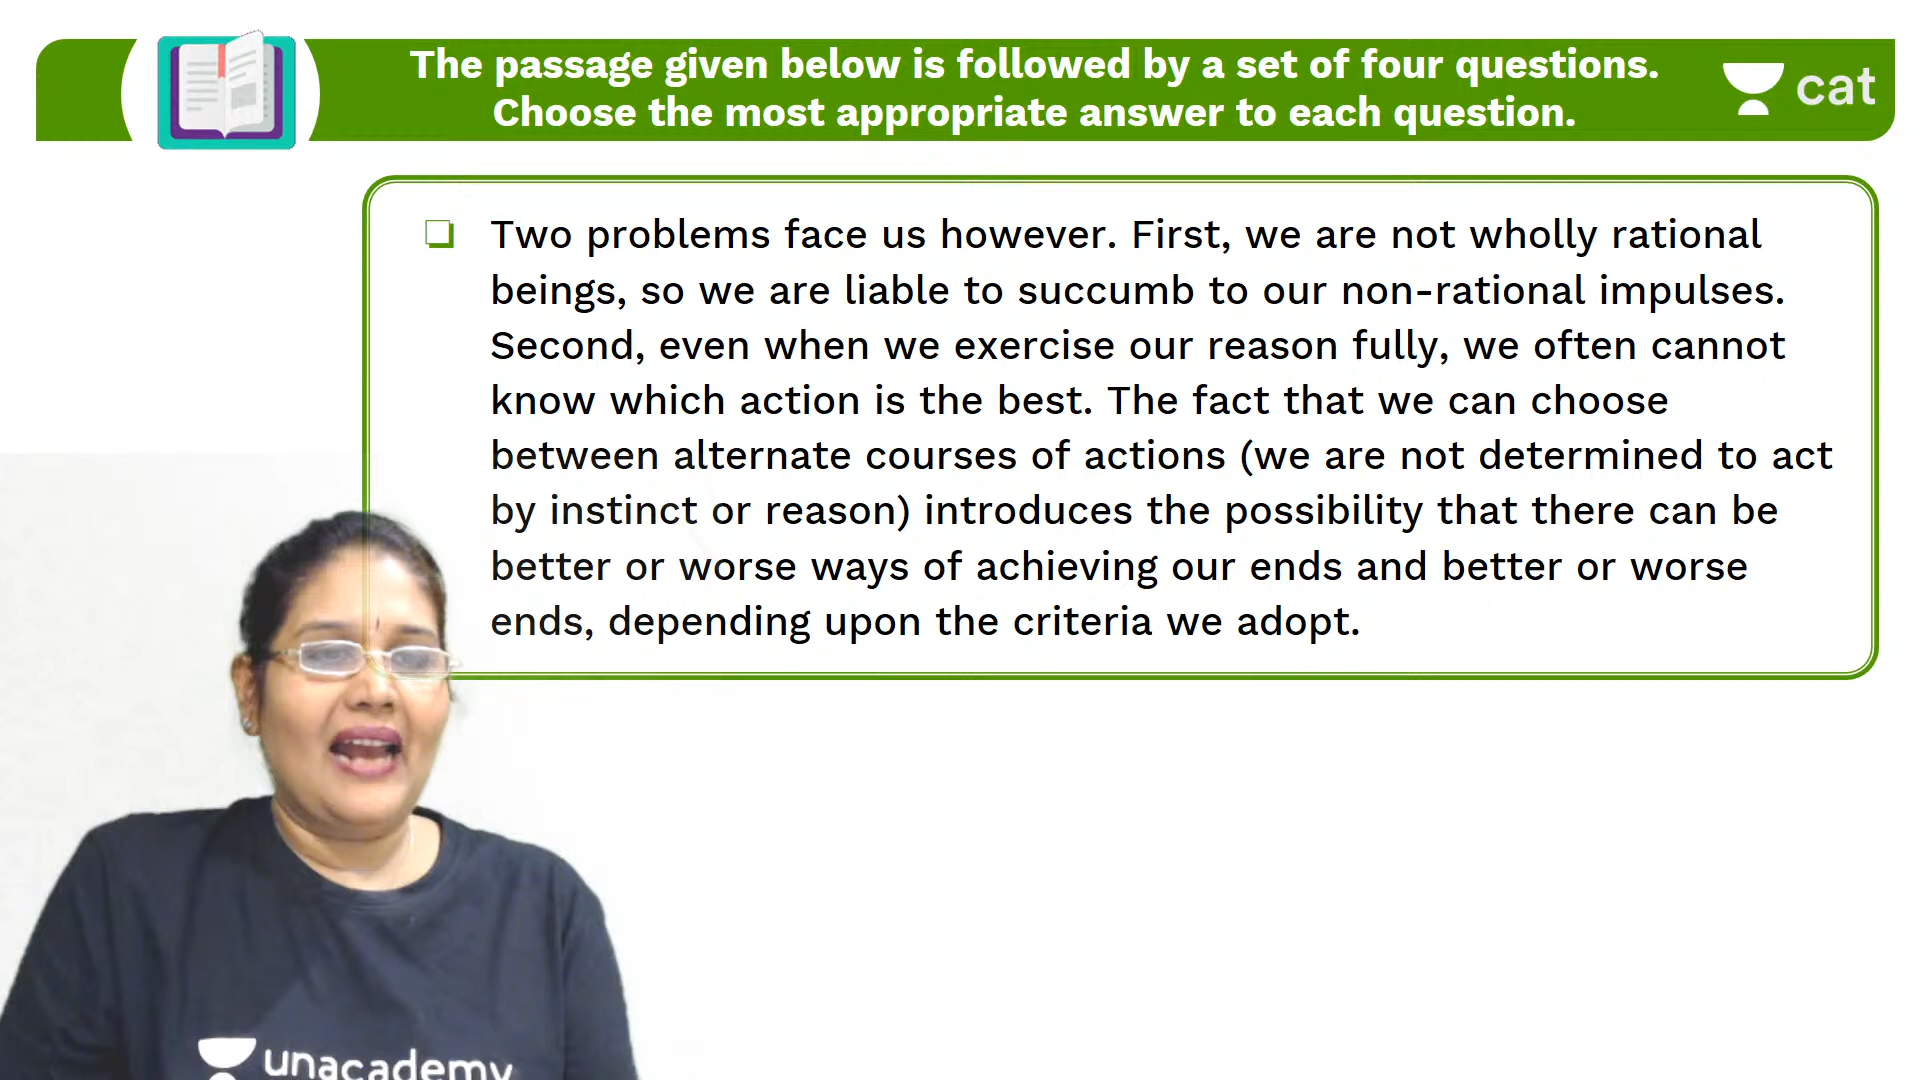 The passage given below is followed by a set of four questions.
Choose the most appropriate answer to each question.
cat
❏ Two problems face us however. First, we are not wholly rational
beings, so we are liable to succumb to our non-rational impulses.
Second, even when we exercise our reason fully, we often cannot
know which action is the best. The fact that we can choose
between alternate courses of actions (we are not determined to act
by instinct or reason) introduces the possibility that there can be
better or worse ways of achieving our ends and better or worse
ends, depending upon the criteria we adopt.
unacademy